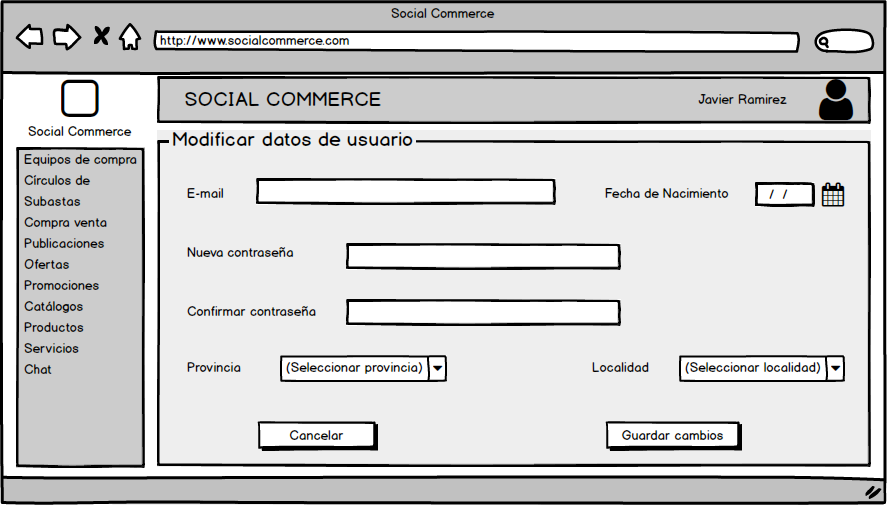 Social Commerce
http://www.socialcommerce.com
Social Commerce
SOCIAL COMMERCE
Javier Ramirez
Equipos de compra
Círculos de
Subastas
Compra venta
Publicaciones
Ofertas
Promociones
Catálogos
Productos
Servicios
Chat
Modificar datos de usuario
E-mail
Fecha de Nacimiento / /
Nueva contraseña
Confirmar contraseña
Provincia (Seleccionar provincia) Localidad (Seleccionar localidad)
Cancelar Guardar cambios